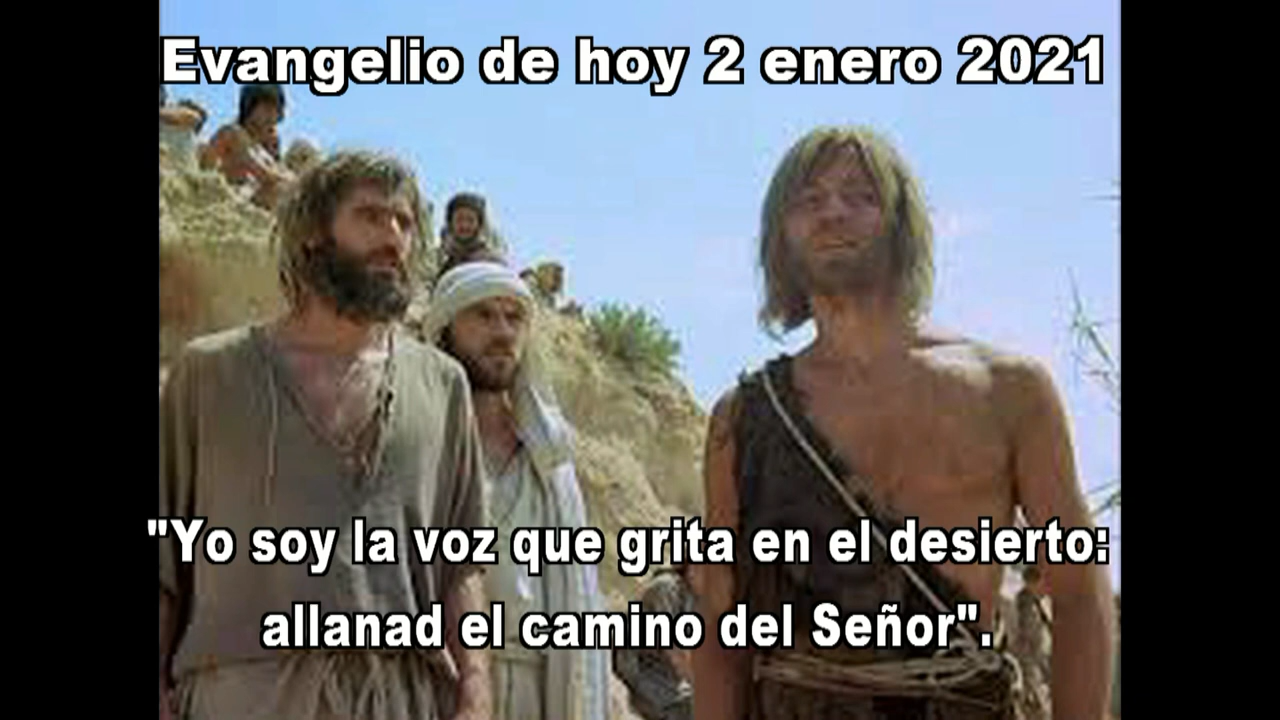 Evangelio de hoy 2 enero 2021
"Yo soy la voz que grita en el desierto:
allanad el camino del Señor".